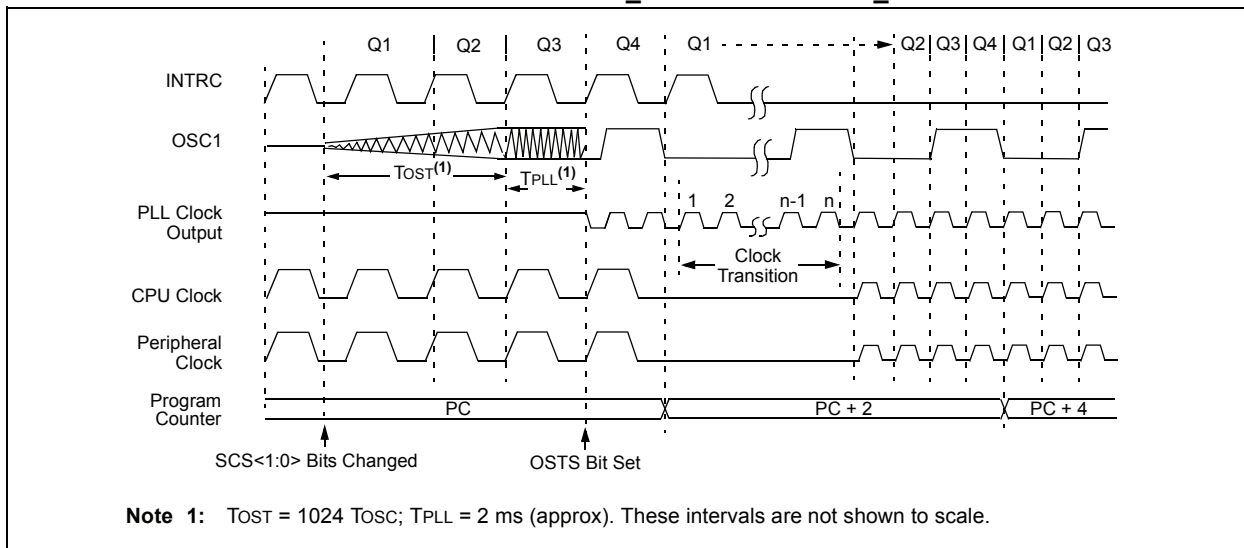 Q1 Q2 Q3 Q4 Q1 Q2 Q3 Q4 Q1 Q2 Q3
INTRC
OSC1
TOST(1)
TPLL(1)
PLL Clock
Output
1 2 n-1 n
Clock
Transition
CPU Clock
Peripheral
Clock
Program
Counter
PC PC + 2 PC + 4
SCS<1:0> Bits Changed
OSTS Bit Set
Note 1: TOST = 1024 TOSC; TPLL = 2 ms (approx). These intervals are not shown to scale.